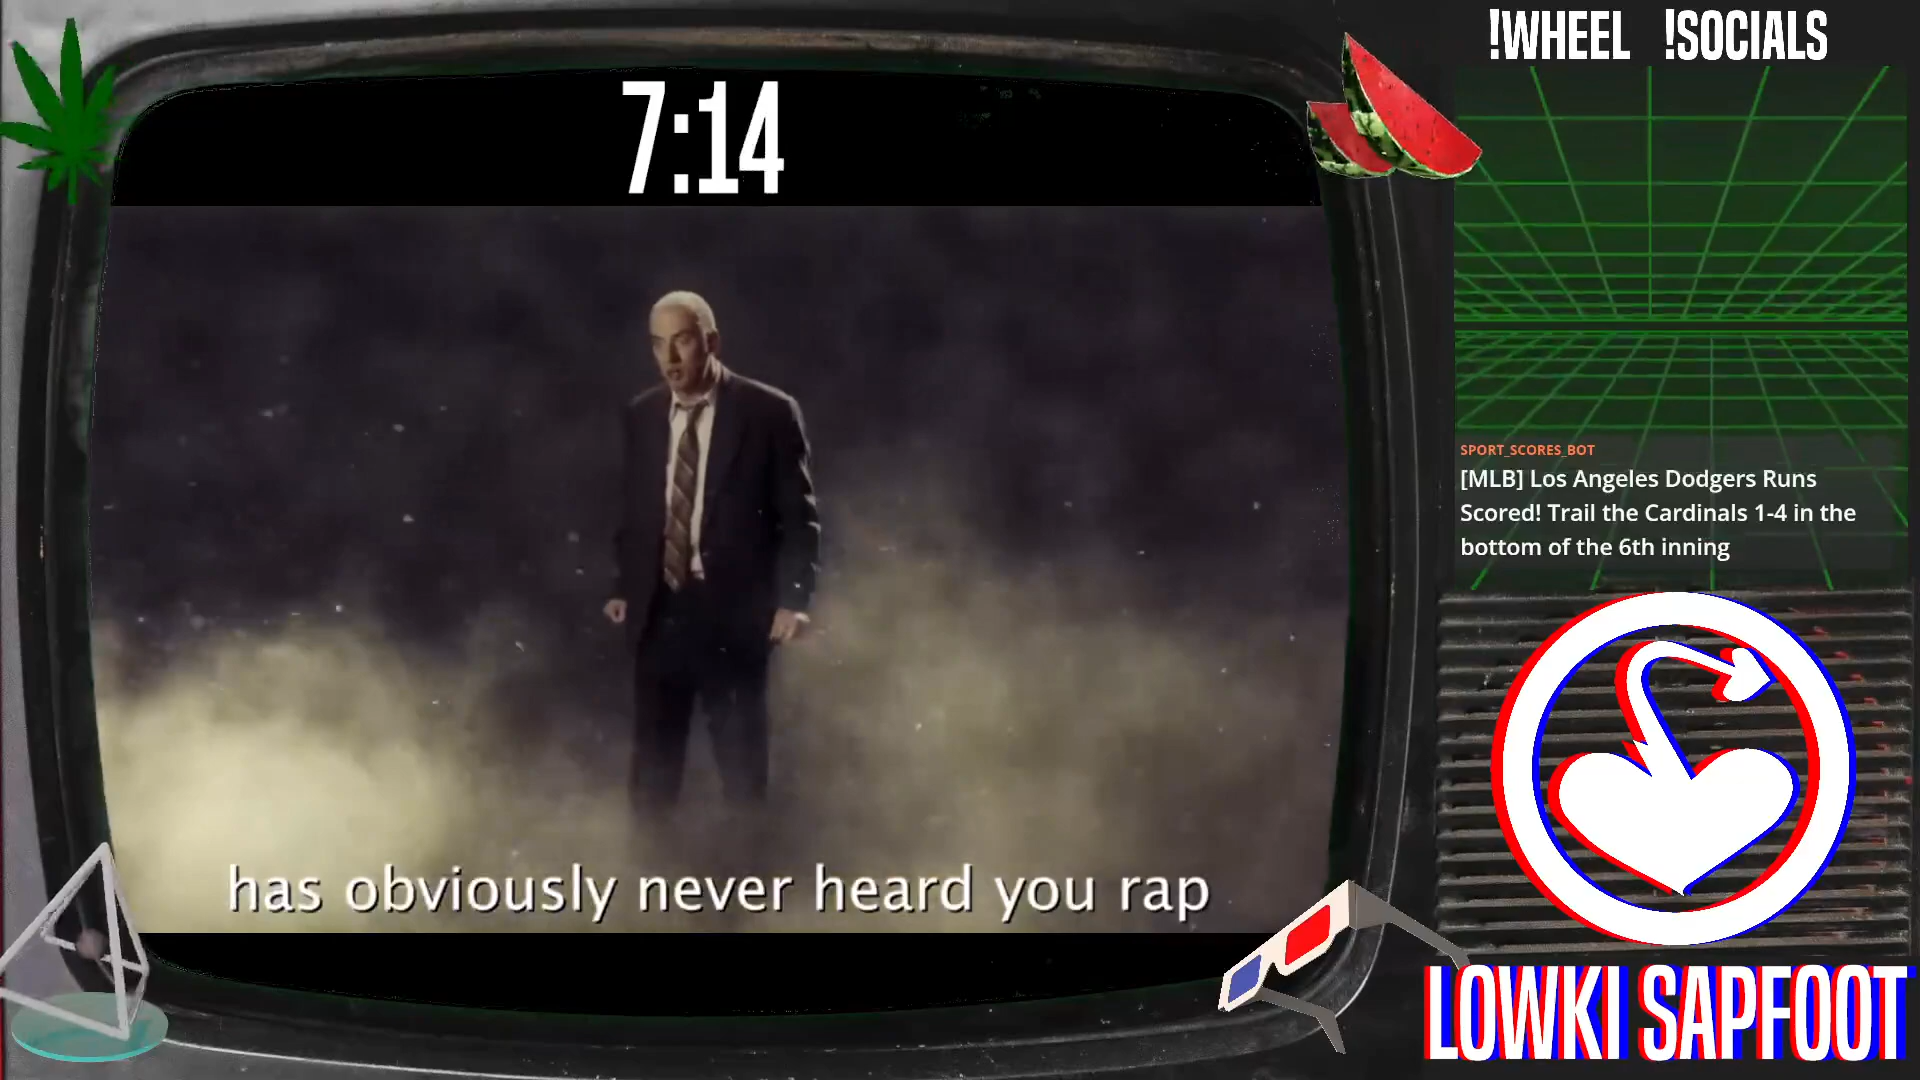 !WHEEL !SOCIALS
7:14
SPORT_SCORES_BOT
[MLB] Los Angeles Dodgers Runs
Scored! Trail the Cardinals 1-4 in the
bottom of the 6th inning
has obviously never heard you rap
LOWKI SAPFOOT